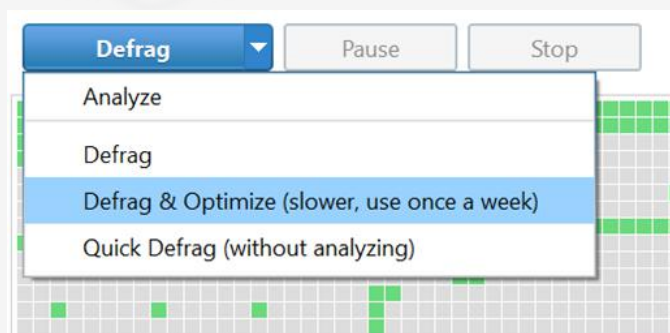 Defrag
Pause
Stop
Analyze
Defrag
Defrag & Optimize (slower, use once a week)
Quick Defrag (without analyzing)